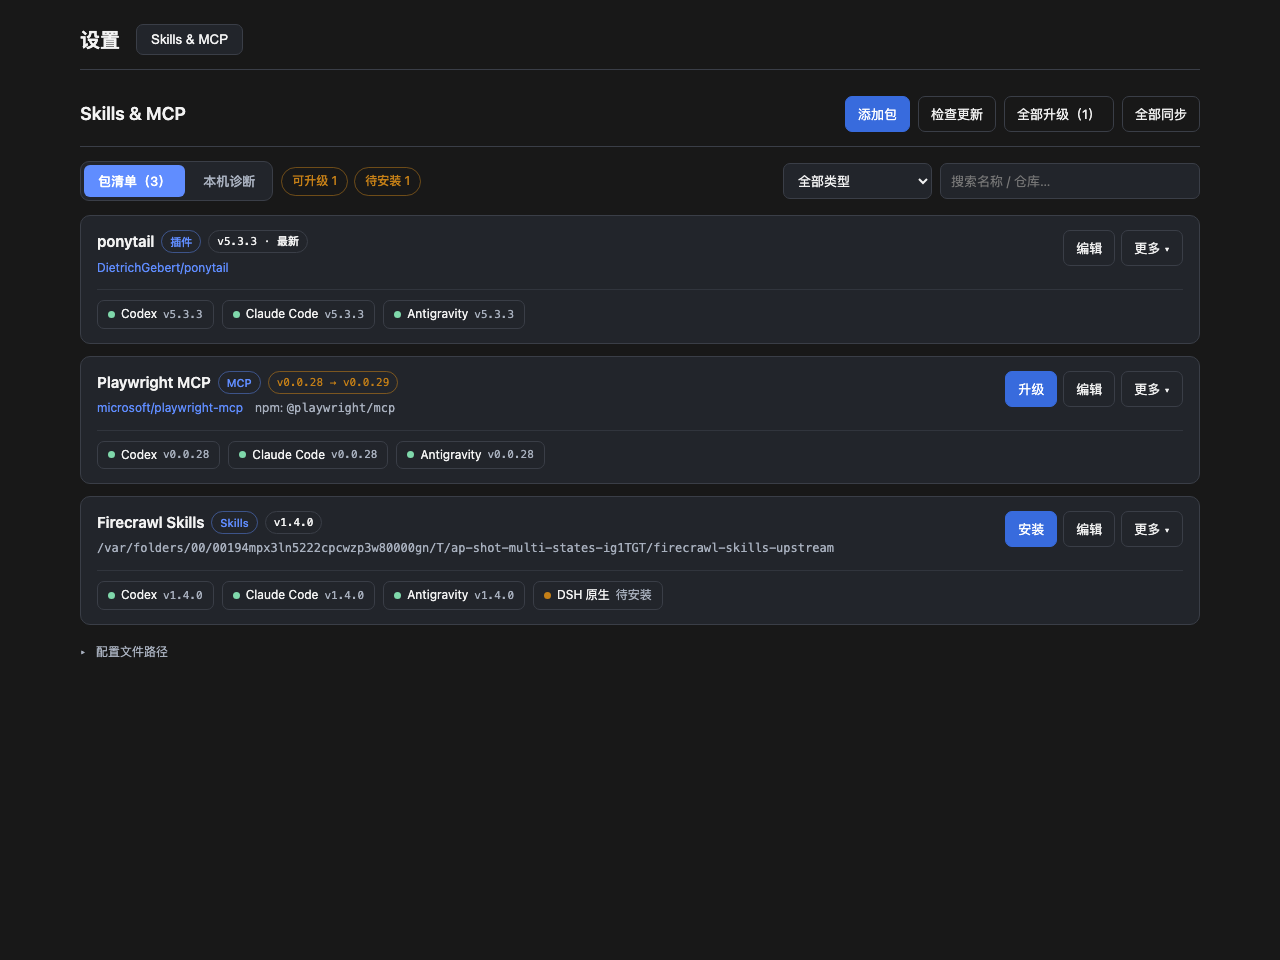 设置 Skills & MCP
Skills & MCP 添加包 检查更新 全部升级（1） 全部同步
包清单（3） 本机诊断 可升级 1 待安装 1 全部类型 搜索名称 / 仓库...
ponytail 插件 v5.3.3 · 最新 编辑 更多 ▾
DietrichGebert/ponytail
Codex v5.3.3 Claude Code v5.3.3 Antigravity v5.3.3
Playwright MCP MCP v0.0.28 → v0.0.29 升级 编辑 更多 ▾
microsoft/playwright-mcp npm: @playwright/mcp
Codex v0.0.28 Claude Code v0.0.28 Antigravity v0.0.28
Firecrawl Skills Skills v1.4.0 安装 编辑 更多 ▾
/var/folders/00/00194mpx3ln5222cpcwzp3w80000gn/T/ap-shot-multi-states-ig1TGT/firecrawl-skills-upstream
Codex v1.4.0 Claude Code v1.4.0 Antigravity v1.4.0 DSH 原生 待安装
▸ 配置文件路径